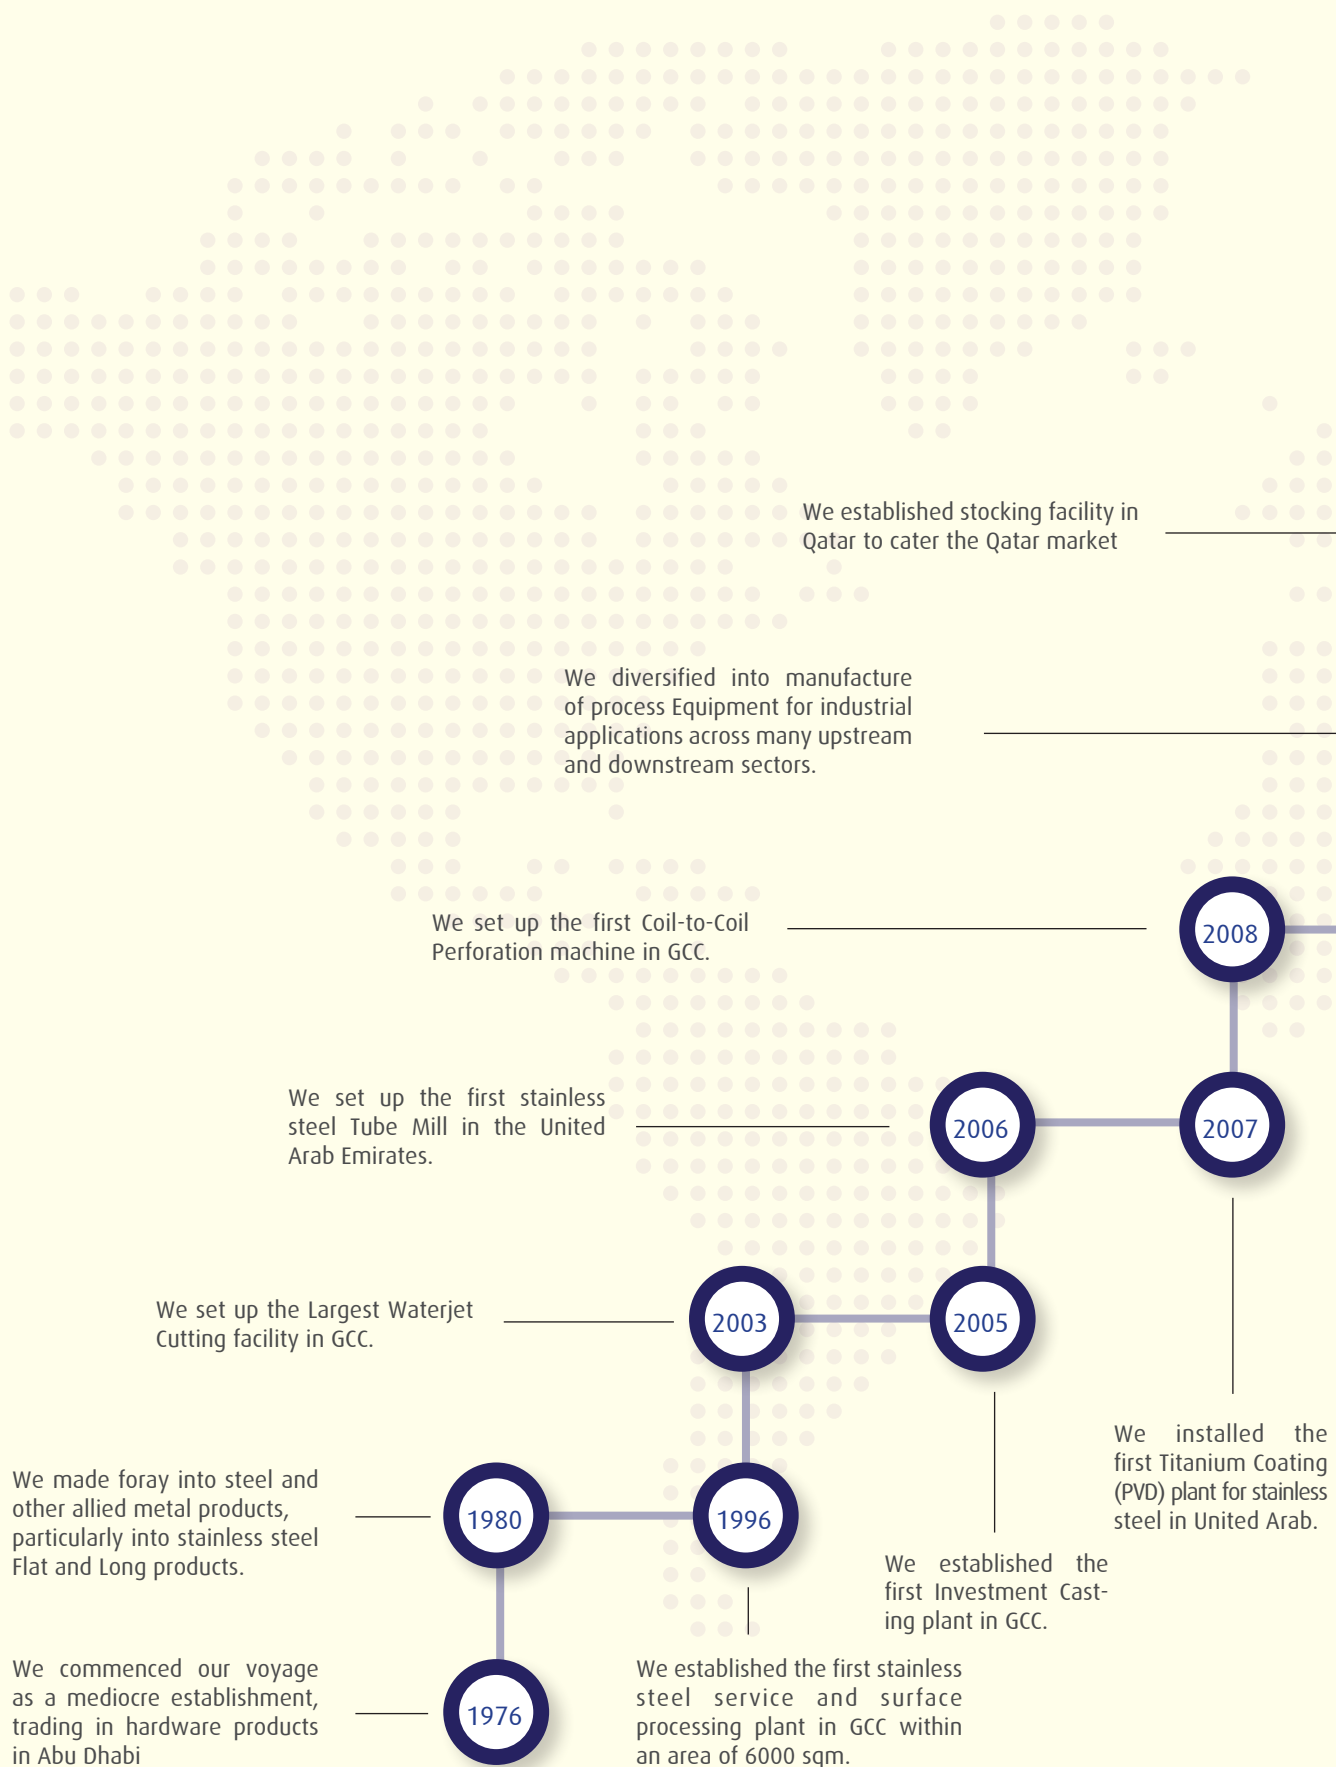 We established stocking facility in
Qatar to cater the Qatar market
We diversified into manufacture
of process Equipment for industrial
applications across many upstream
and downstream sectors.
We set up the first Coil-to-Coil
Perforation machine in GCC.
2008
We set up the first stainless
steel Tube Mill in the United
Arab Emirates.
2006
2007
We set up the Largest Waterjet
Cutting facility in GCC.
2003
2005
We installed the
first Titanium Coating
(PVD) plant for stainless
steel in United Arab.
We made foray into steel and
other allied metal products,
particularly into stainless steel
Flat and Long products.
1980
1996
We established the
first Investment Cast-
ing plant in GCC.
We commenced our voyage
as a mediocre establishment,
trading in hardware products
in Abu Dhabi
1976
We established the first stainless
steel service and surface
processing plant in GCC within
an area of 6000 sqm.